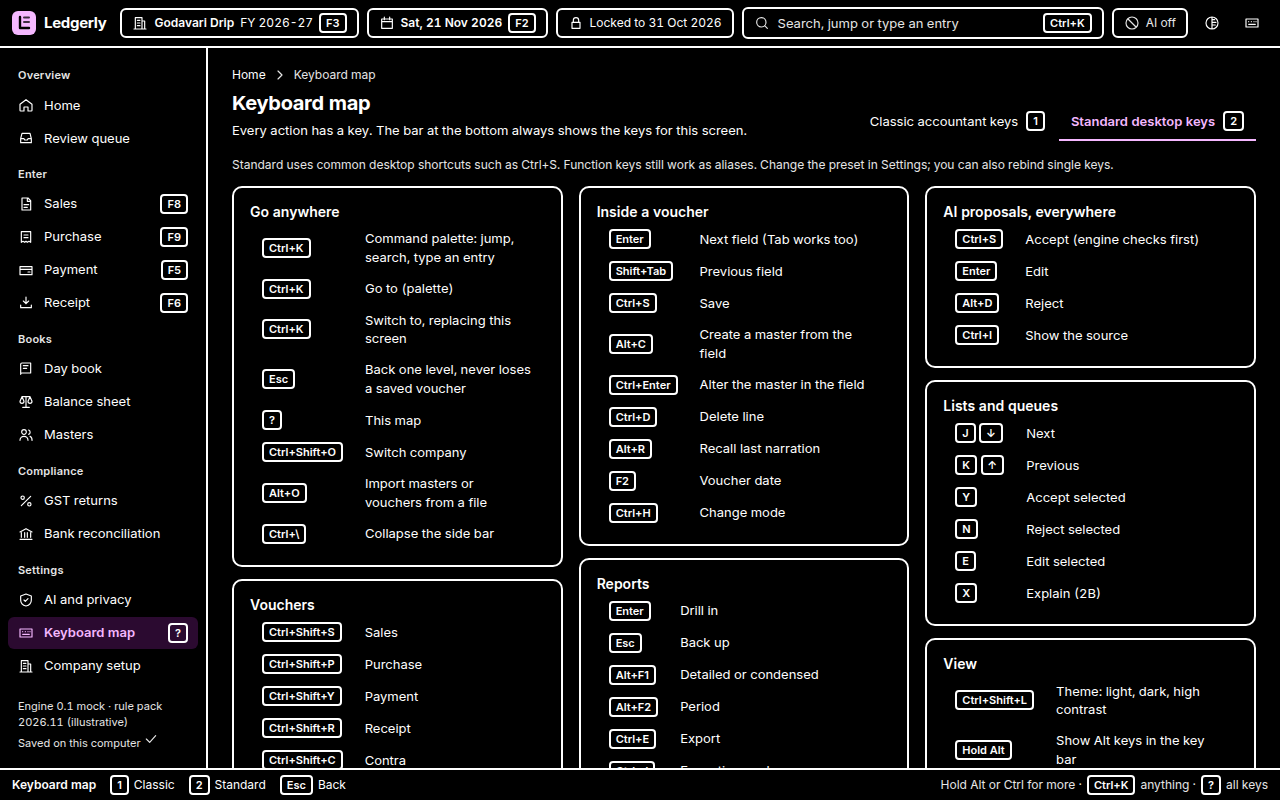 Ledgerly
Godavari Drip FY 2026-27 F3
Sat, 21 Nov 2026 F2
Locked to 31 Oct 2026
Search, jump or type an entry Ctrl+K
AI off
Overview
Home
Review queue
Enter
Sales F8
Purchase F9
Payment F5
Receipt F6
Books
Day book
Balance sheet
Masters
Compliance
GST returns
Bank reconciliation
Settings
AI and privacy
Keyboard map ?
Company setup
Engine 0.1 mock · rule pack
2026.11 (illustrative)
Saved on this computer
Home > Keyboard map
Keyboard map
Every action has a key. The bar at the bottom always shows the keys for this screen.
Classic accountant keys 1
Standard desktop keys 2
Standard uses common desktop shortcuts such as Ctrl+S. Function keys still work as aliases. Change the preset in Settings; you can also rebind single keys.
Go anywhere
Ctrl+K Command palette: jump,
search, type an entry
Ctrl+K Go to (palette)
Ctrl+K Switch to, replacing this
screen
Esc Back one level, never loses
a saved voucher
? This map
Ctrl+Shift+O Switch company
Alt+O Import masters or
vouchers from a file
Ctrl+\ Collapse the side bar
Vouchers
Ctrl+Shift+S Sales
Ctrl+Shift+P Purchase
Ctrl+Shift+Y Payment
Ctrl+Shift+R Receipt
Ctrl+Shift+C Contra
Inside a voucher
Enter Next field (Tab works too)
Shift+Tab Previous field
Ctrl+S Save
Alt+C Create a master from the
field
Ctrl+Enter Alter the master in the field
Ctrl+D Delete line
Alt+R Recall last narration
F2 Voucher date
Ctrl+H Change mode
Reports
Enter Drill in
Esc Back up
Alt+F1 Detailed or condensed
Alt+F2 Period
Ctrl+E Export
AI proposals, everywhere
Ctrl+S Accept (engine checks first)
Enter Edit
Alt+D Reject
Ctrl+I Show the source
Lists and queues
J ↓ Next
K ↑ Previous
Y Accept selected
N Reject selected
E Edit selected
X Explain (2B)
View
Ctrl+Shift+L Theme: light, dark, high
contrast
Hold Alt Show Alt keys in the key
bar
Keyboard map 1 Classic 2 Standard Esc Back
Hold Alt or Ctrl for more · Ctrl+K anything · ? all keys